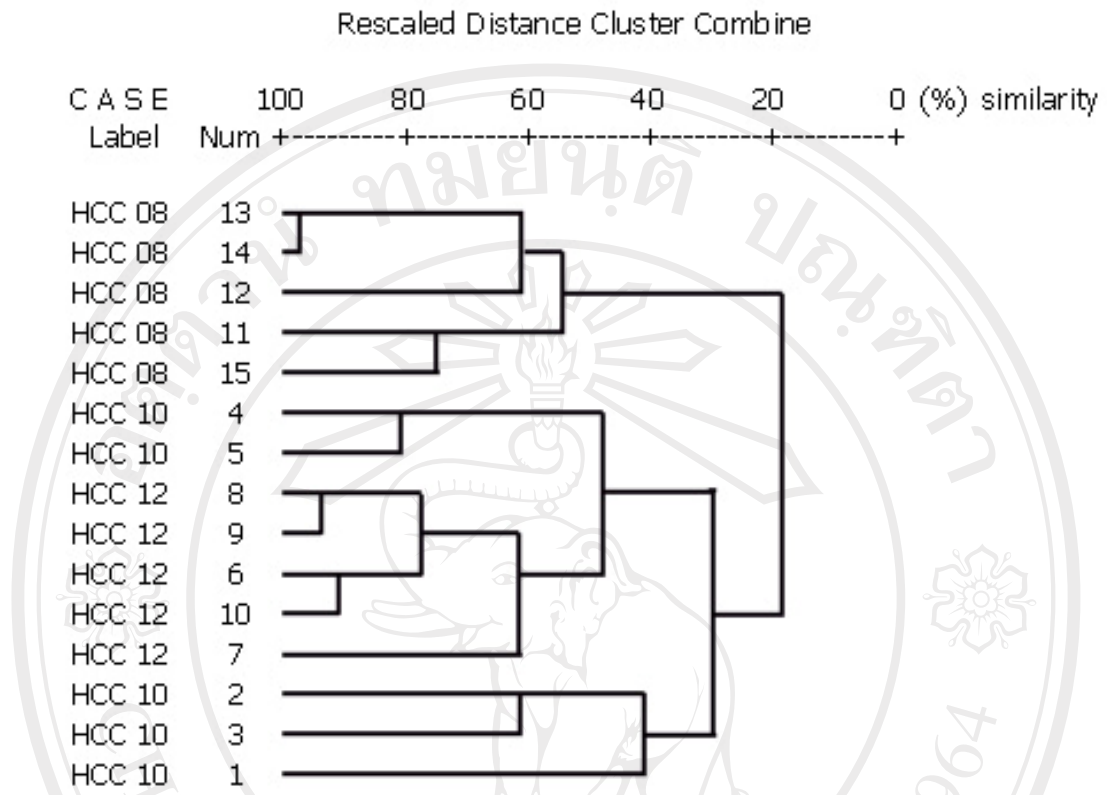 Rescaled Distance Cluster Combine
C A S E 100 80 60 40 20 0 (%) similarity
Label Num +---------+---------+---------+---------+---------+
HCC 08 13
HCC 08 14
HCC 08 12
HCC 08 11
HCC 08 15
HCC 10 4
HCC 10 5
HCC 12 8
HCC 12 9
HCC 12 6
HCC 12 10
HCC 12 7
HCC 10 2
HCC 10 3
HCC 10 1